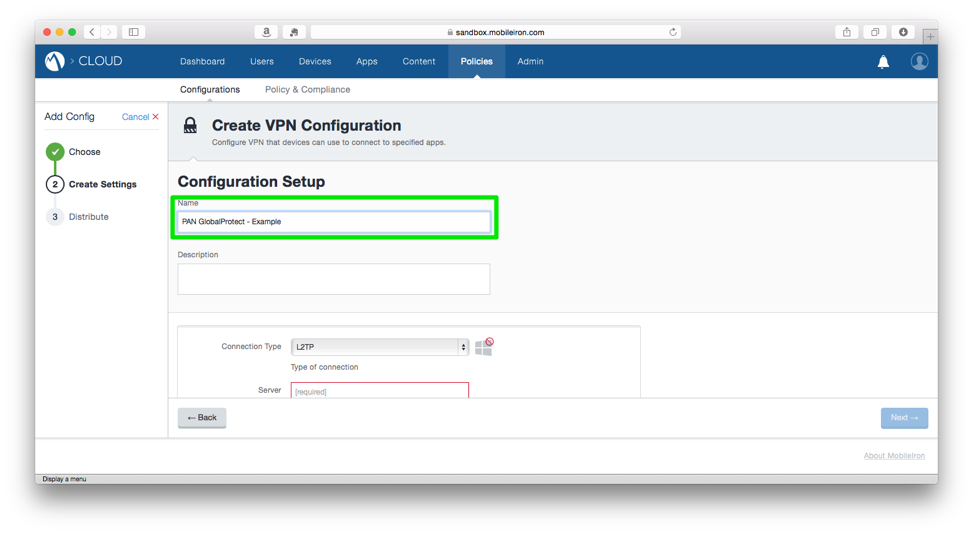 sandbox.mobileiron.com
> CLOUD
Dashboard Users Devices Apps Content Policies Admin
Configurations Policy & Compliance
Add Config Cancel ×
Choose
2 Create Settings
3 Distribute
Create VPN Configuration
Configure VPN that devices can use to connect to specified apps.
Configuration Setup
Name
PAN GlobalProtect - Example
Description
Connection Type L2TP
Type of connection
Server [required]
← Back
Next →
About MobileIron
Display a menu